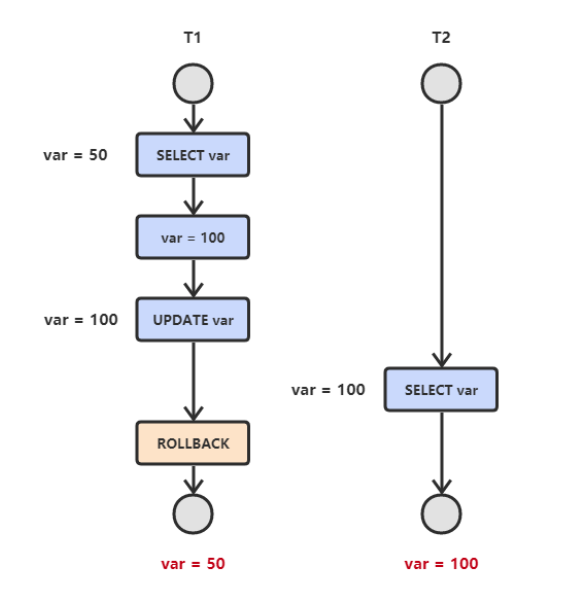 T1
T2
var = 50
SELECT var
var = 100
var = 100
UPDATE var
var = 100
SELECT var
ROLLBACK
var = 50
var = 100